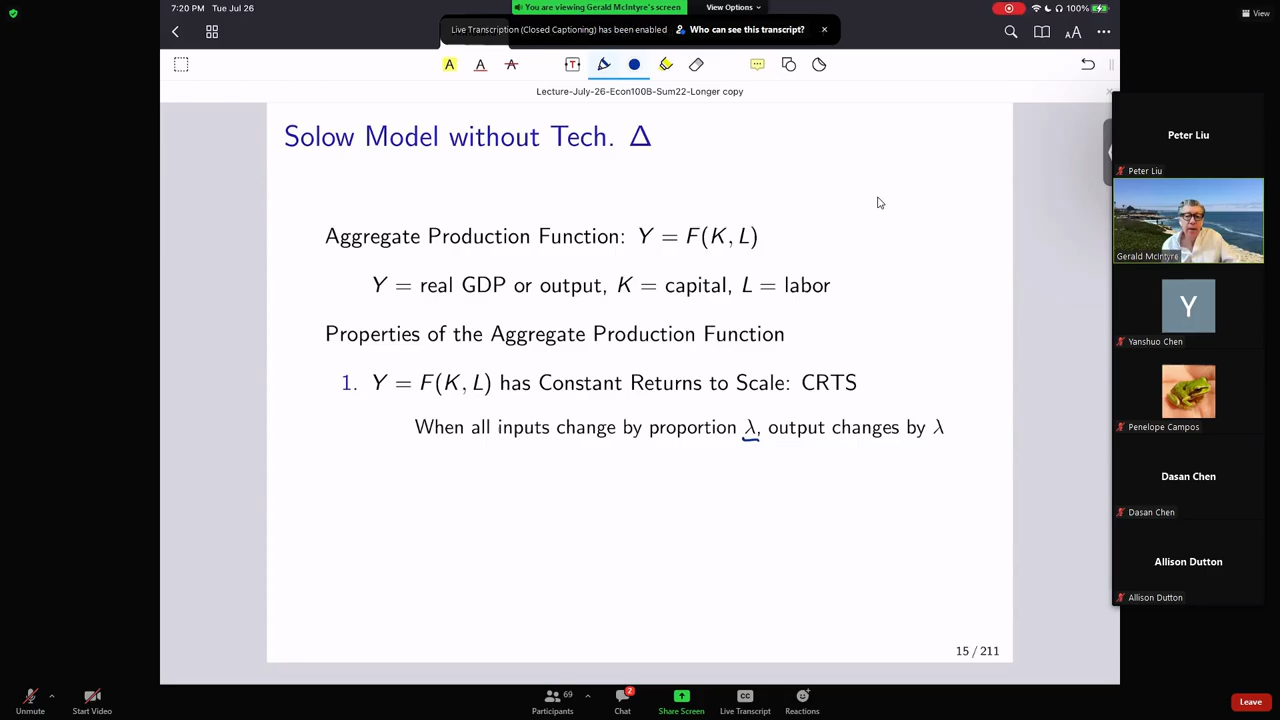 7:20 PM Tue Jul 26
You are viewing Gerald McIntyre's screen
View Options
100%
View
Live Transcription (Closed Captioning) has been enabled
Who can see this transcript?
Lecture-July-26-Econ100B-Sum22-Longer copy
Solow Model without Tech. Δ
Aggregate Production Function: Y = F(K, L)
Y = real GDP or output, K = capital, L = labor
Properties of the Aggregate Production Function
1. Y = F(K, L) has Constant Returns to Scale: CRTS
When all inputs change by proportion λ, output changes by λ
15 / 211
Peter Liu
Peter Liu
Gerald McIntyre
Y
Yanshuo Chen
Penelope Campos
Dasan Chen
Dasan Chen
Allison Dutton
Allison Dutton
Unmute
Start Video
69
Participants
2
Chat
Share Screen
Live Transcript
Reactions
Leave